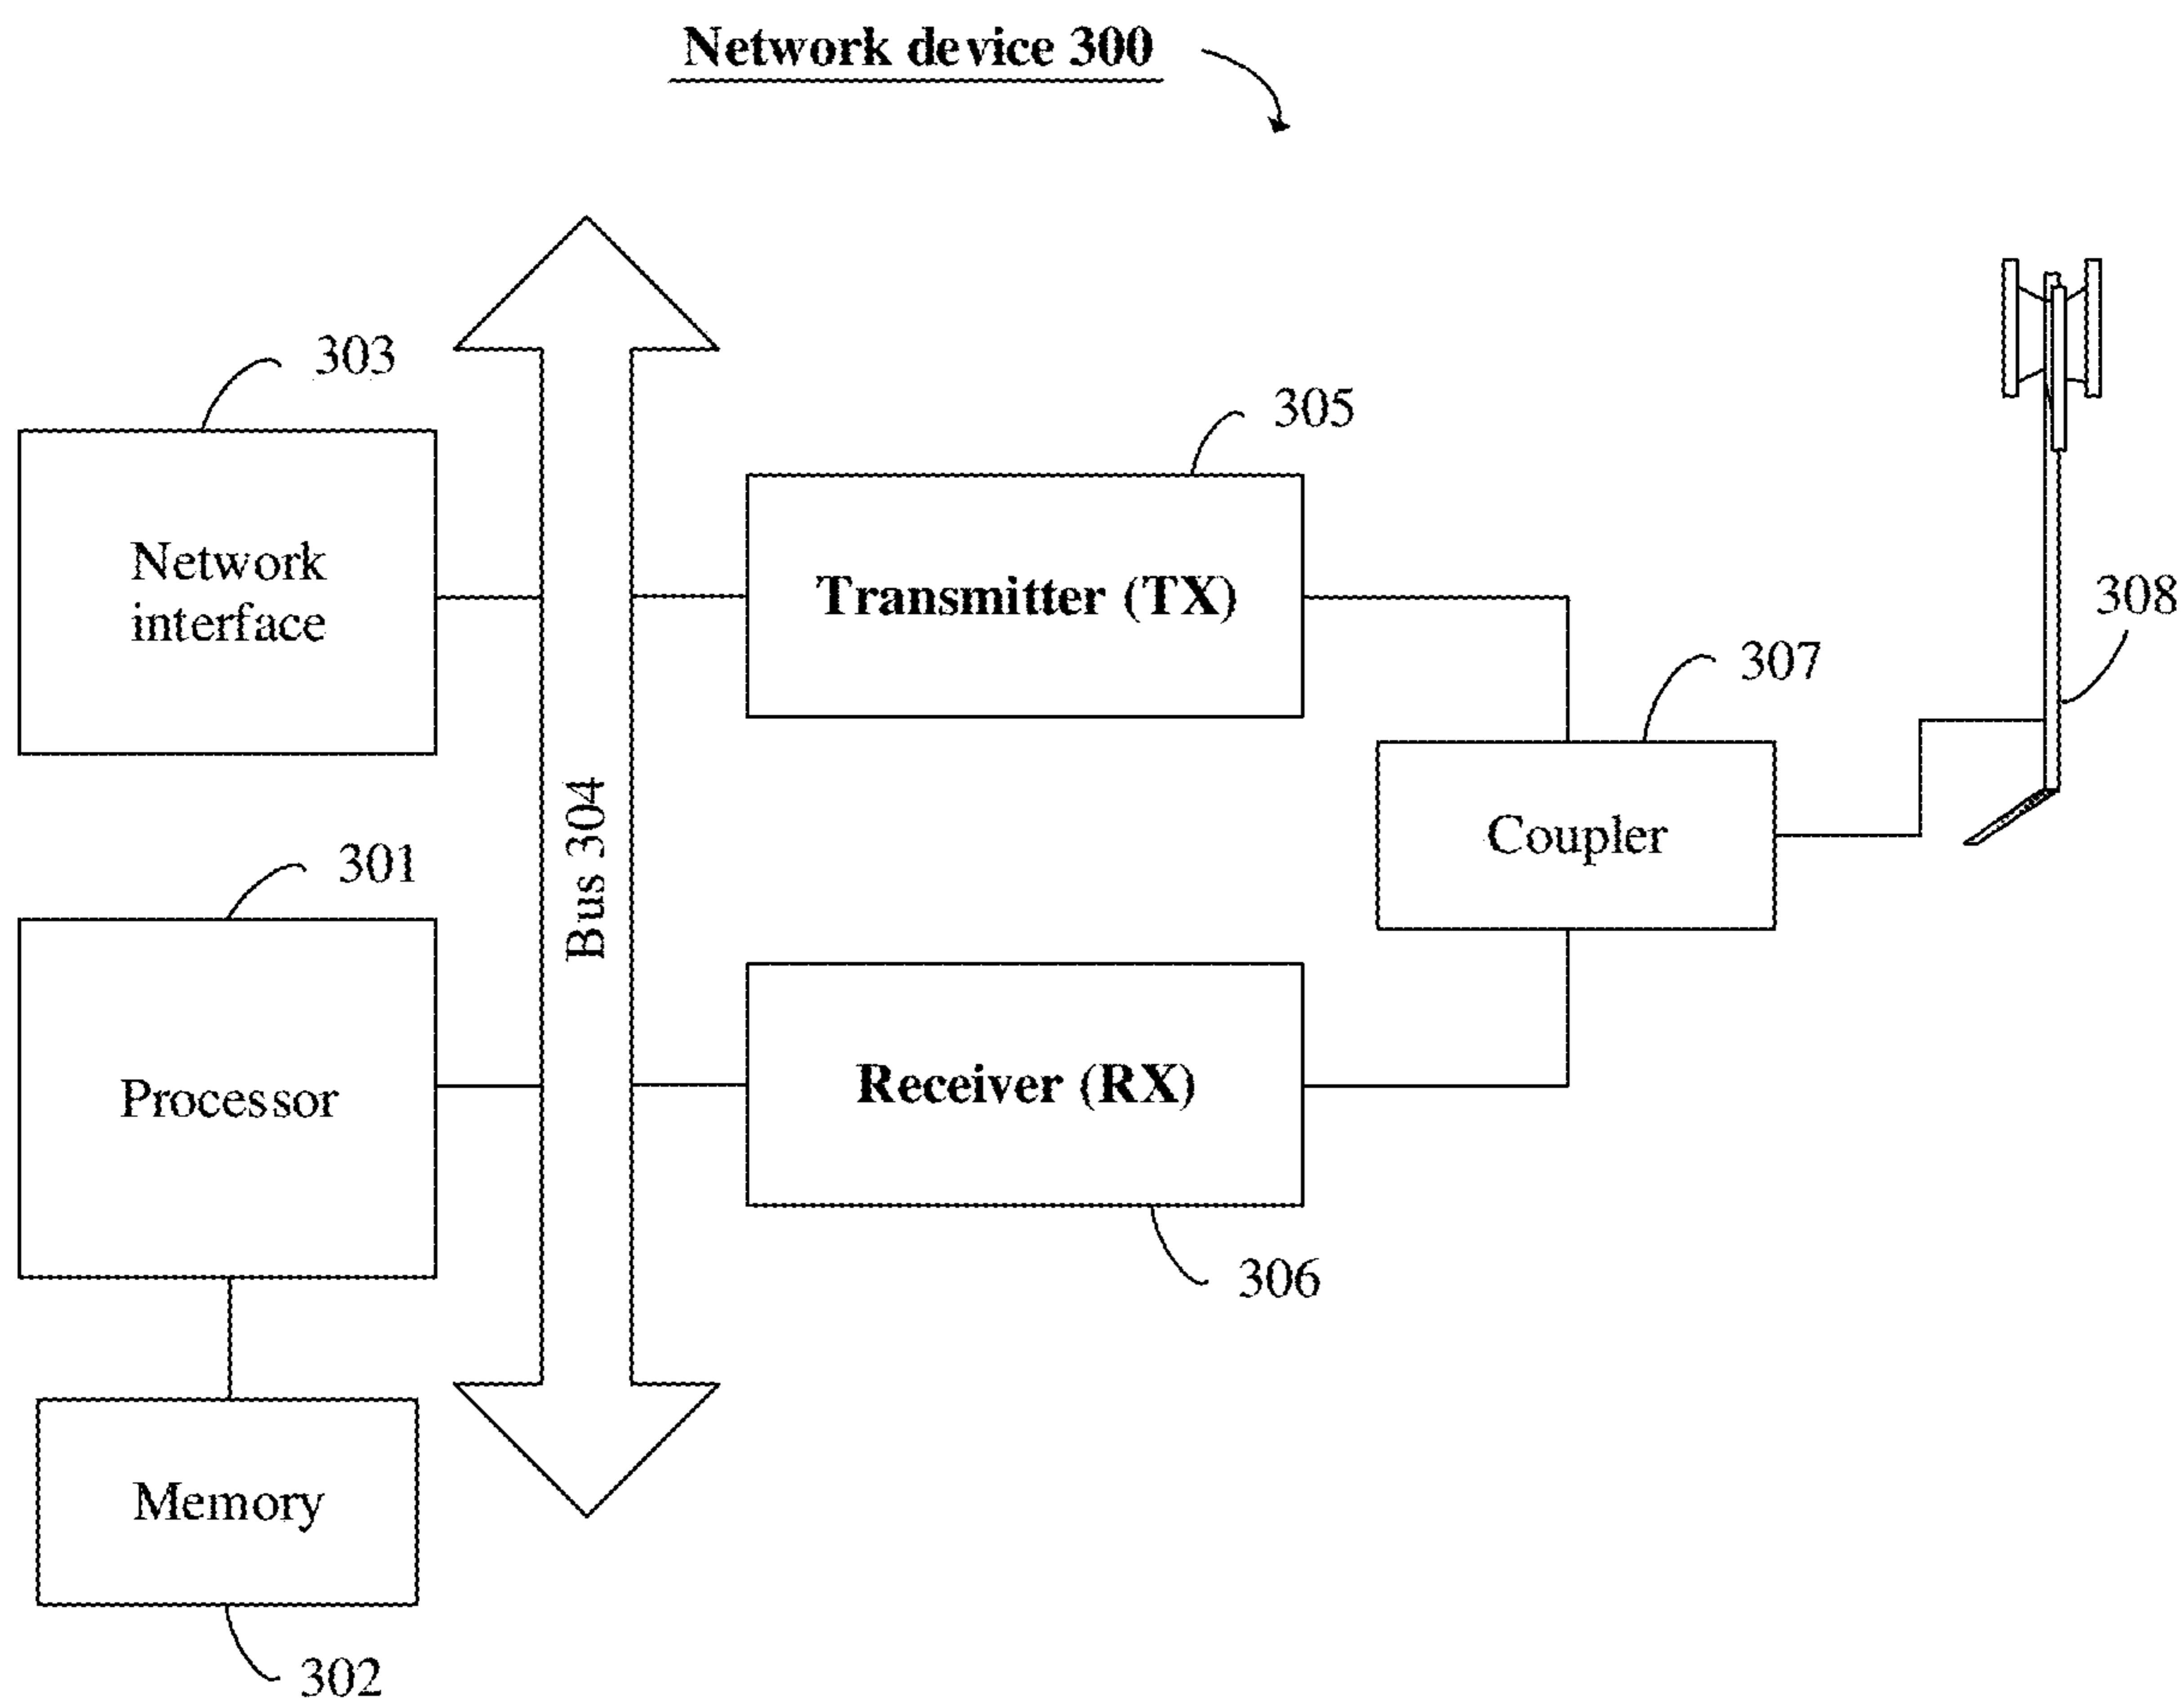 Network device 300
303
Network
interface
305
Transmitter (TX)
308
307
Coupler
Bus 304
301
Processor
Receiver (RX)
306
Memory
302